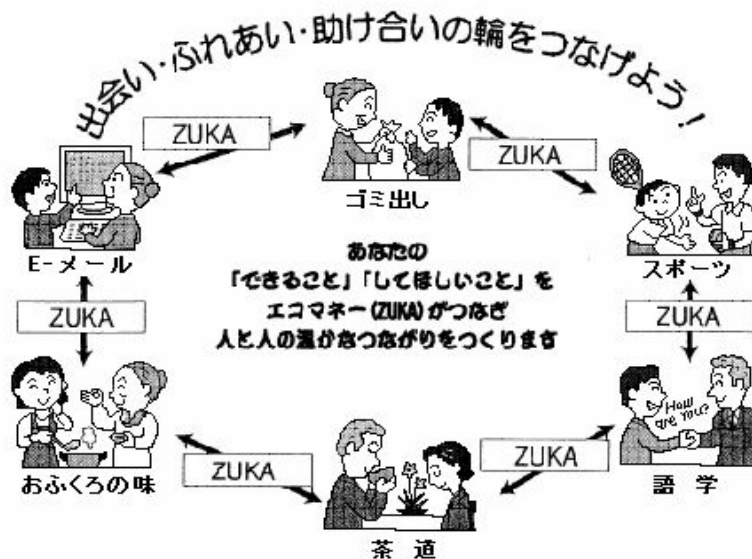 出会い・ふれあい・助け合いの輪をつなげよう!
ZUKA
ZUKA
ゴミ出し
E-メール
スポーツ
あなたの
「できること」「してほしいこと」を
エコマネー(ZUKA)がつなぎ
人と人の温かなつながりをつくります
ZUKA
ZUKA
How are you?
おふくろの味
ZUKA
ZUKA
語学
茶道